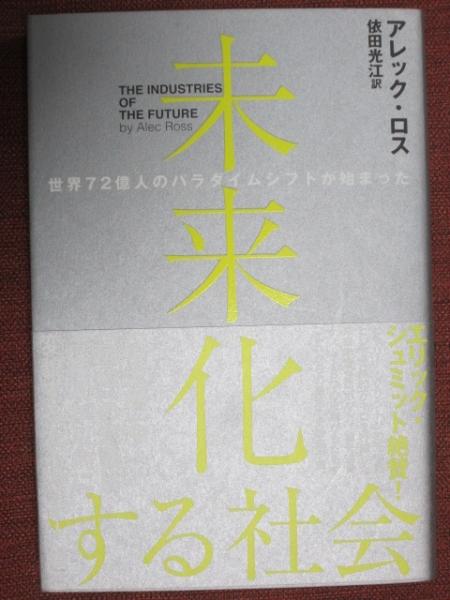 アレック・ロス
依田光江訳
THE INDUSTRIES
OF
THE FUTURE
by Alec Ross
世界72億人のパラダイムシフトが始まった
未来化
する社会
エリック・
シュミット絶賛!